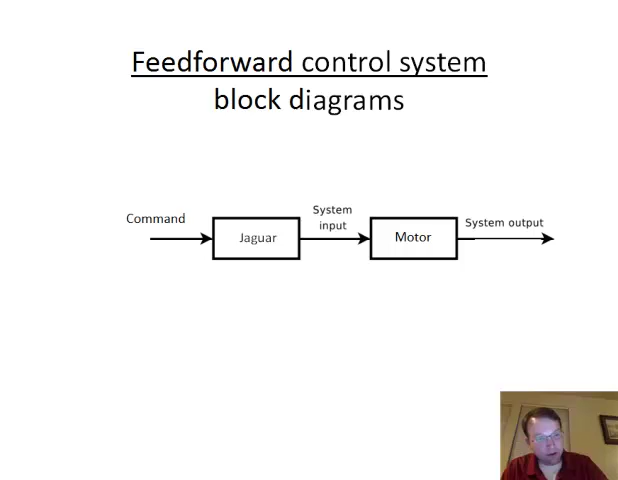 Feedforward control system
block diagrams
Command
System
input
System output
Jaguar
Motor